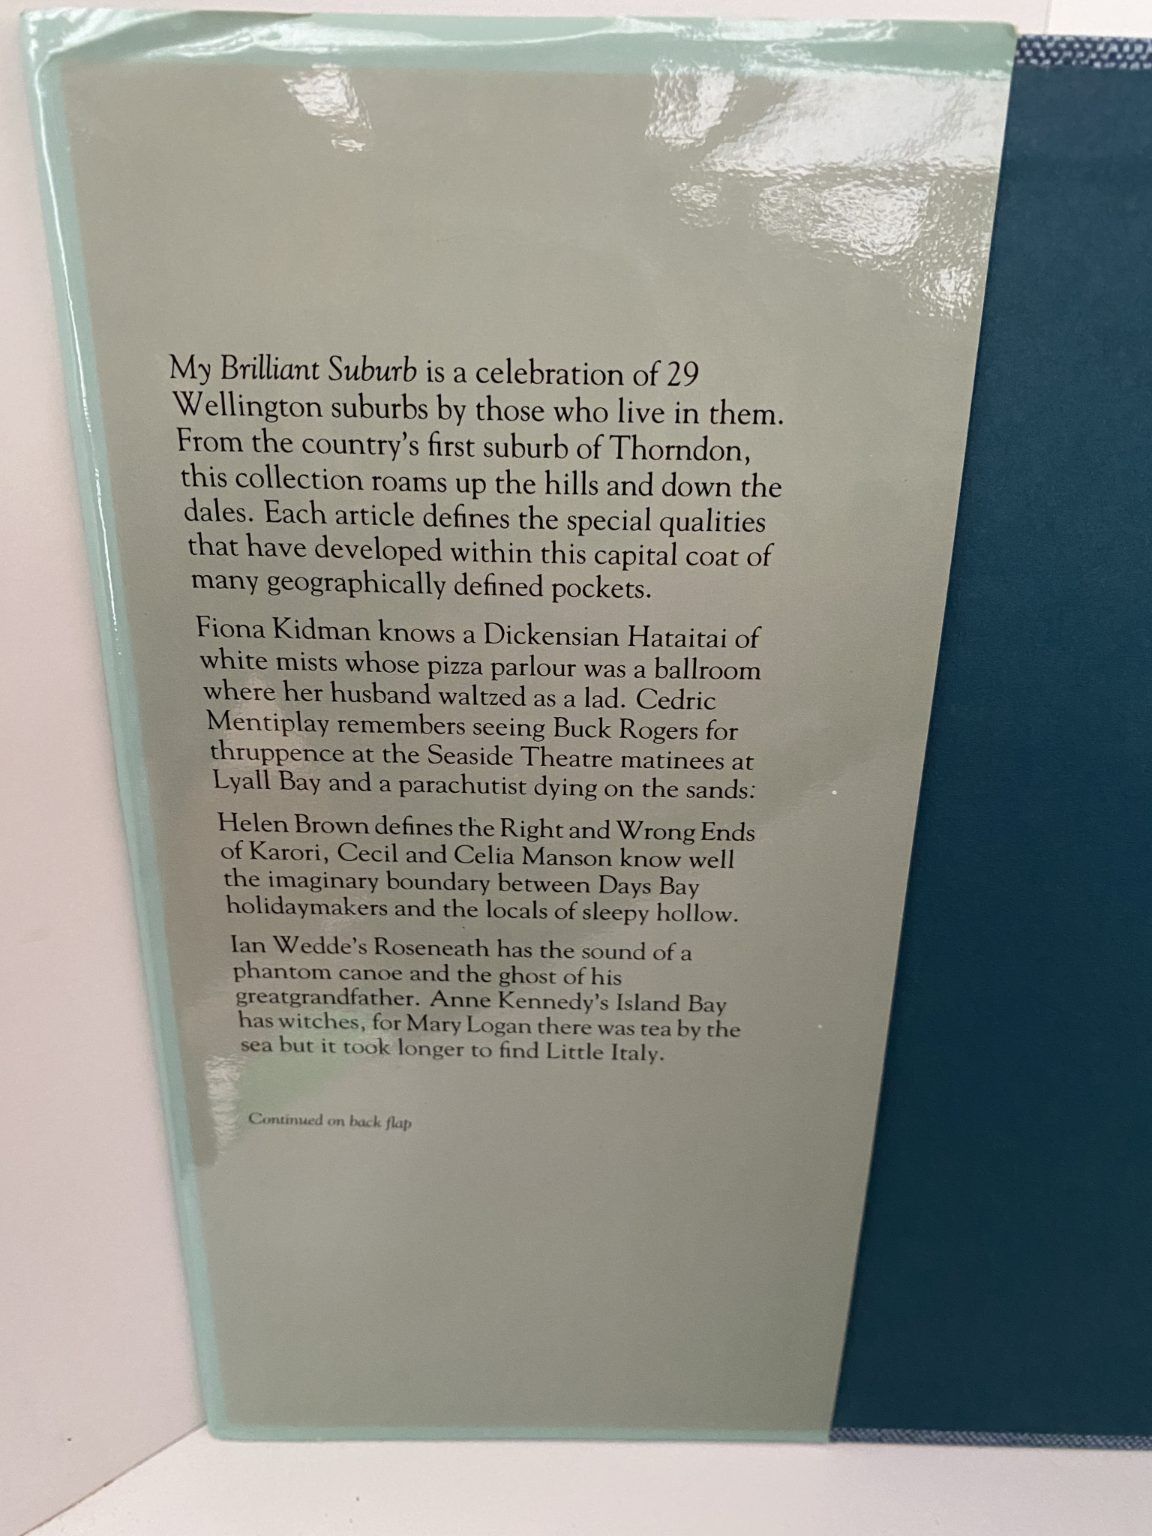 My Brilliant Suburb is a celebration of 29
Wellington suburbs by those who live in them.
From the country's first suburb of Thorndon,
this collection roams up the hills and down the
dales. Each article defines the special qualities
that have developed within this capital coat of
many geographically defined pockets.
Fiona Kidman knows a Dickensian Hataitai of
white mists whose pizza parlour was a ballroom
where her husband waltzed as a lad. Cedric
Mentiplay remembers seeing Buck Rogers for
thruppence at the Seaside Theatre matinees at
Lyall Bay and a parachutist dying on the sands:
Helen Brown defines the Right and Wrong Ends
of Karori, Cecil and Celia Manson know well
the imaginary boundary between Days Bay
holidaymakers and the locals of sleepy hollow.
Ian Wedde's Roseneath has the sound of a
phantom canoe and the ghost of his
greatgrandfather. Anne Kennedy's Island Bay
has witches, for Mary Logan there was tea by the
sea but it took longer to find Little Italy.
Continued on back flap